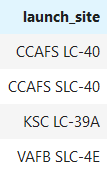 launch_site
CCAFS LC-40
CCAFS SLC-40
KSC LC-39A
VAFB SLC-4E